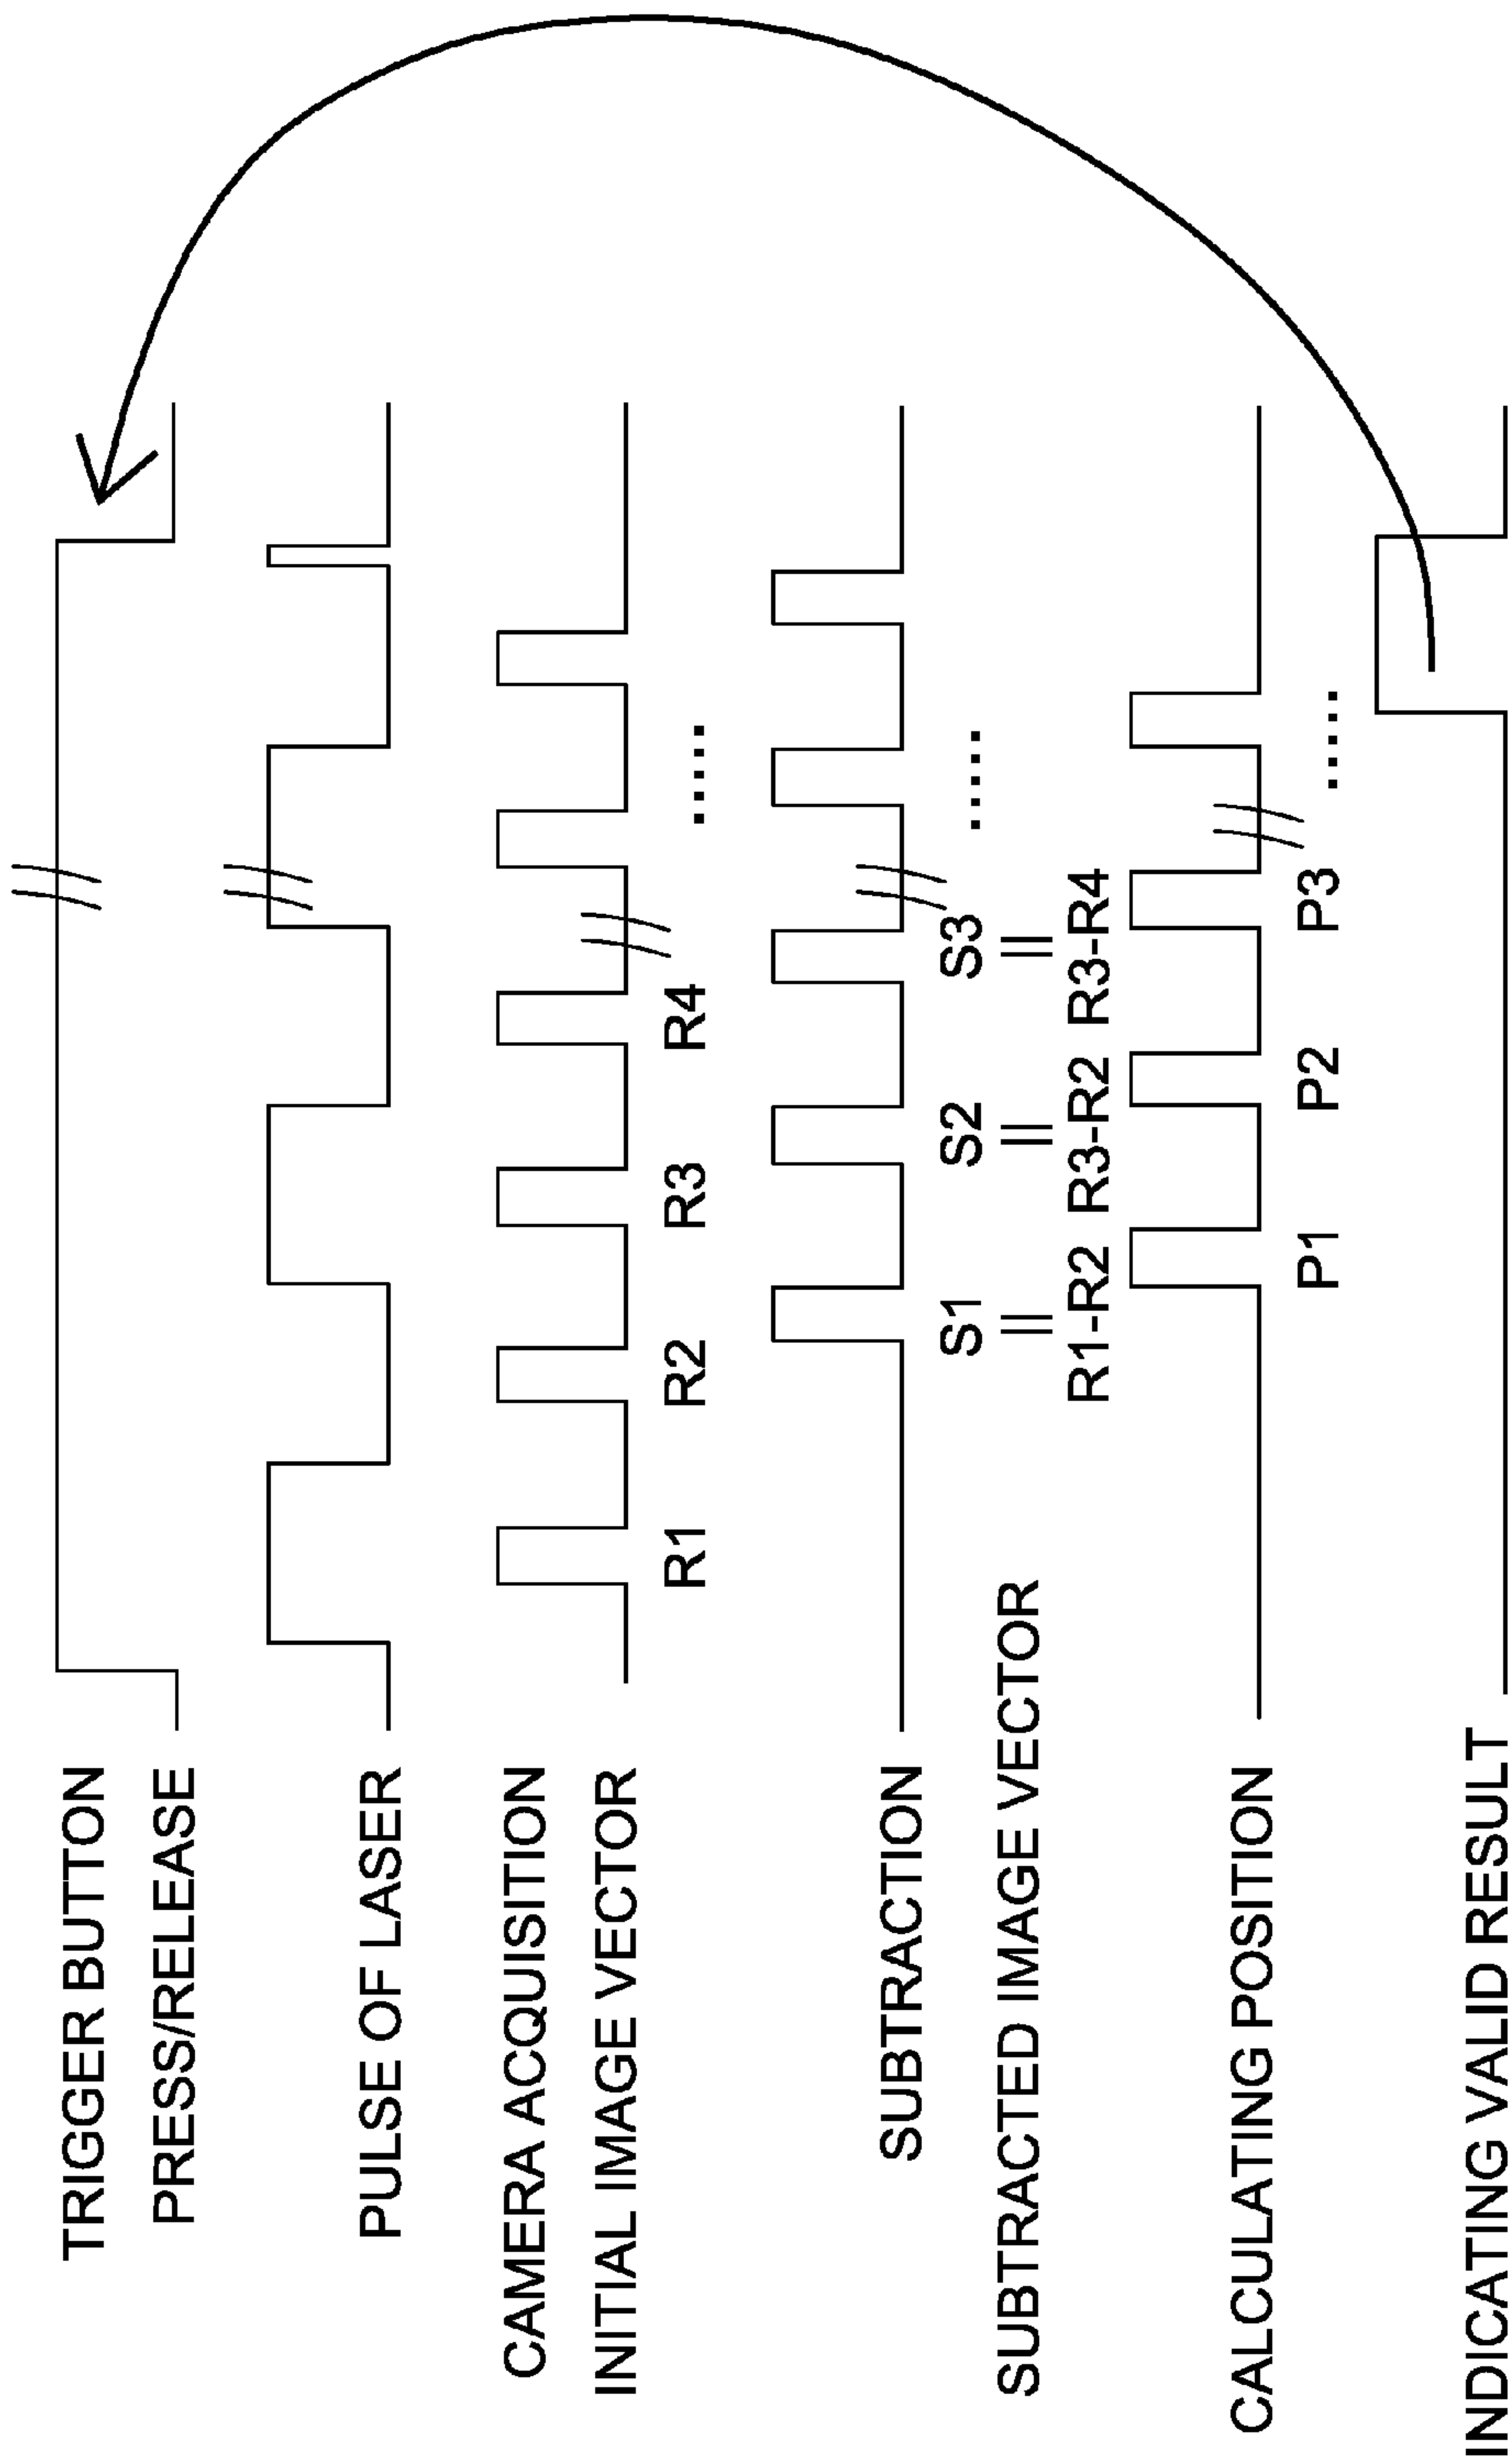 TRIGGER BUTTON
PRESS/RELEASE
PULSE OF LASER
CAMERA ACQUISITION
INITIAL IMAGE VECTOR
R1 R2 R3 R4 .....
SUBTRACTION
S1 S2 S3 .....
SUBTRACTED IMAGE VECTOR
= = =
R1-R2 R3-R2 R3-R4
CALCULATING POSITION
P1 P2 P3 .....
INDICATING VALID RESULT